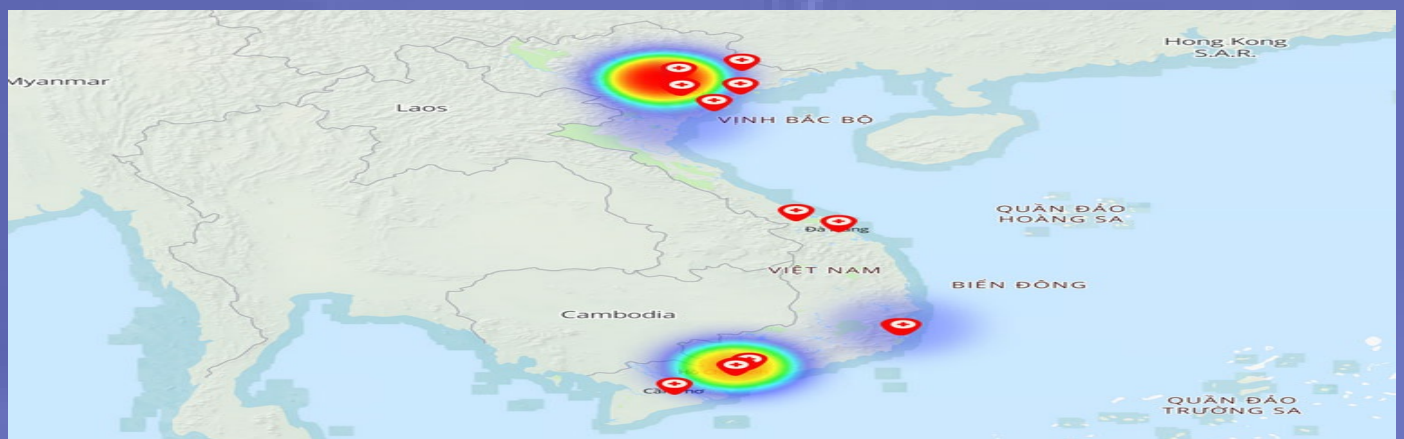 Hong Kong
S.A.R.
Myanmar
Laos
VỊNH BẮC BỘ
QUẦN ĐẢO
HOÀNG SA
VIỆT NAM
BIỂN ĐÔNG
Cambodia
QUẦN ĐẢO
TRƯỜNG SA